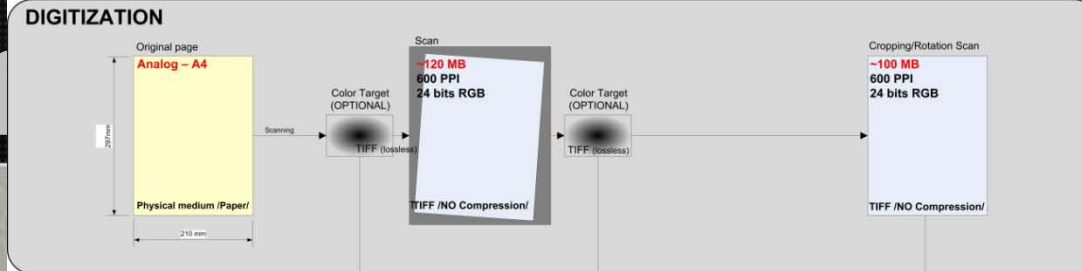 DIGITIZATION
Original page
Analog – A4
297mm
Physical medium /Paper/
210 mm
Scanning
Color Target
(OPTIONAL)
TIFF (lossless)
Scan
~120 MB
600 PPI
24 bits RGB
TIFF /NO Compression/
Color Target
(OPTIONAL)
TIFF (lossless)
Cropping/Rotation Scan
~100 MB
600 PPI
24 bits RGB
TIFF /NO Compression/